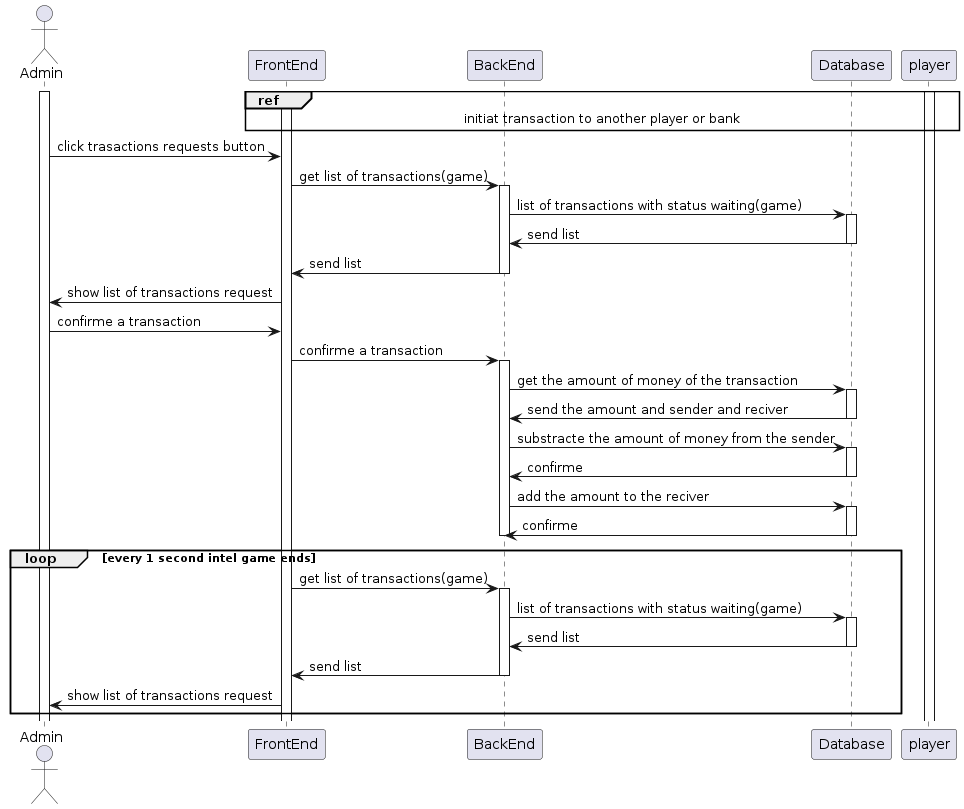 Admin
FrontEnd
BackEnd
Database
player
ref
initiat transaction to another player or bank
click trasactions requests button
get list of transactions(game)
list of transactions with status waiting(game)
send list
send list
show list of transactions request
confirme a transaction
confirme a transaction
get the amount of money of the transaction
send the amount and sender and reciver
substracte the amount of money from the sender
confirme
add the amount to the reciver
confirme
loop
[every 1 second intel game ends]
get list of transactions(game)
list of transactions with status waiting(game)
send list
send list
show list of transactions request
Admin
FrontEnd
BackEnd
Database
player